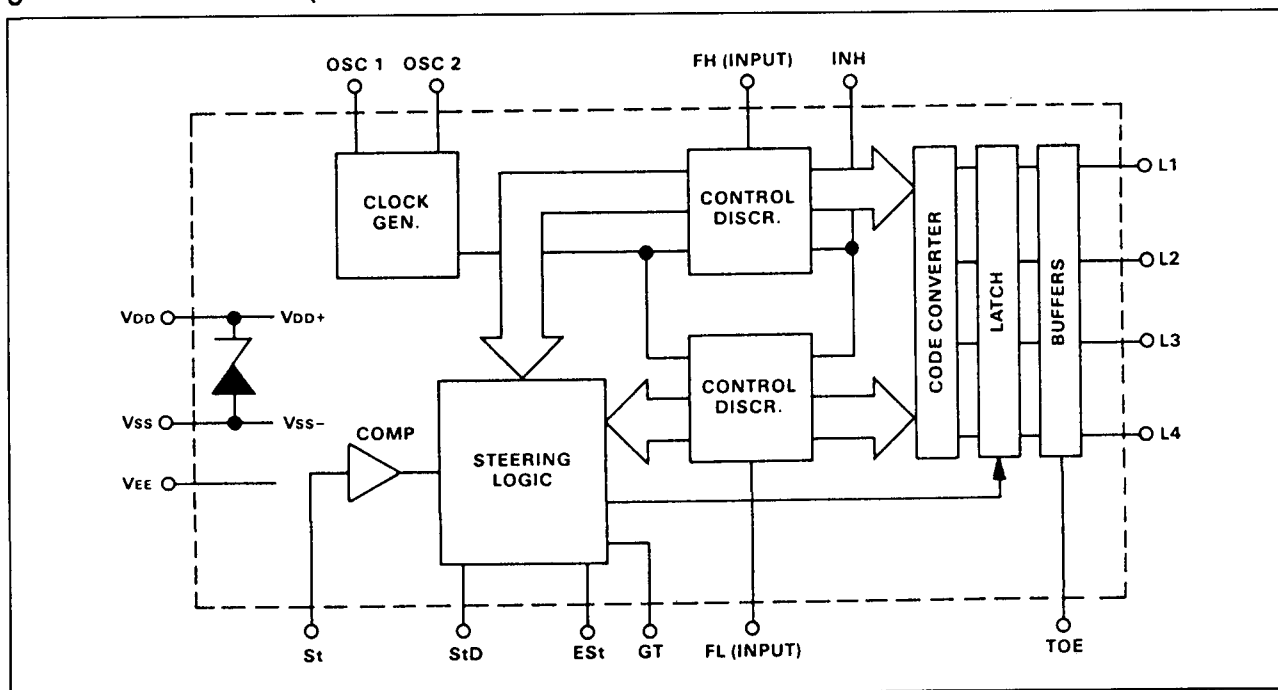 OSC 1 OSC 2 FH (INPUT) INH
CLOCK GEN.
CONTROL DISCR.
CODE CONVERTER
LATCH
BUFFERS
L1
L2
L3
L4
VDD VDD+
VSS VSS-
VEE
COMP
STEERING LOGIC
CONTROL DISCR.
St StD ESt GT FL (INPUT) TOE